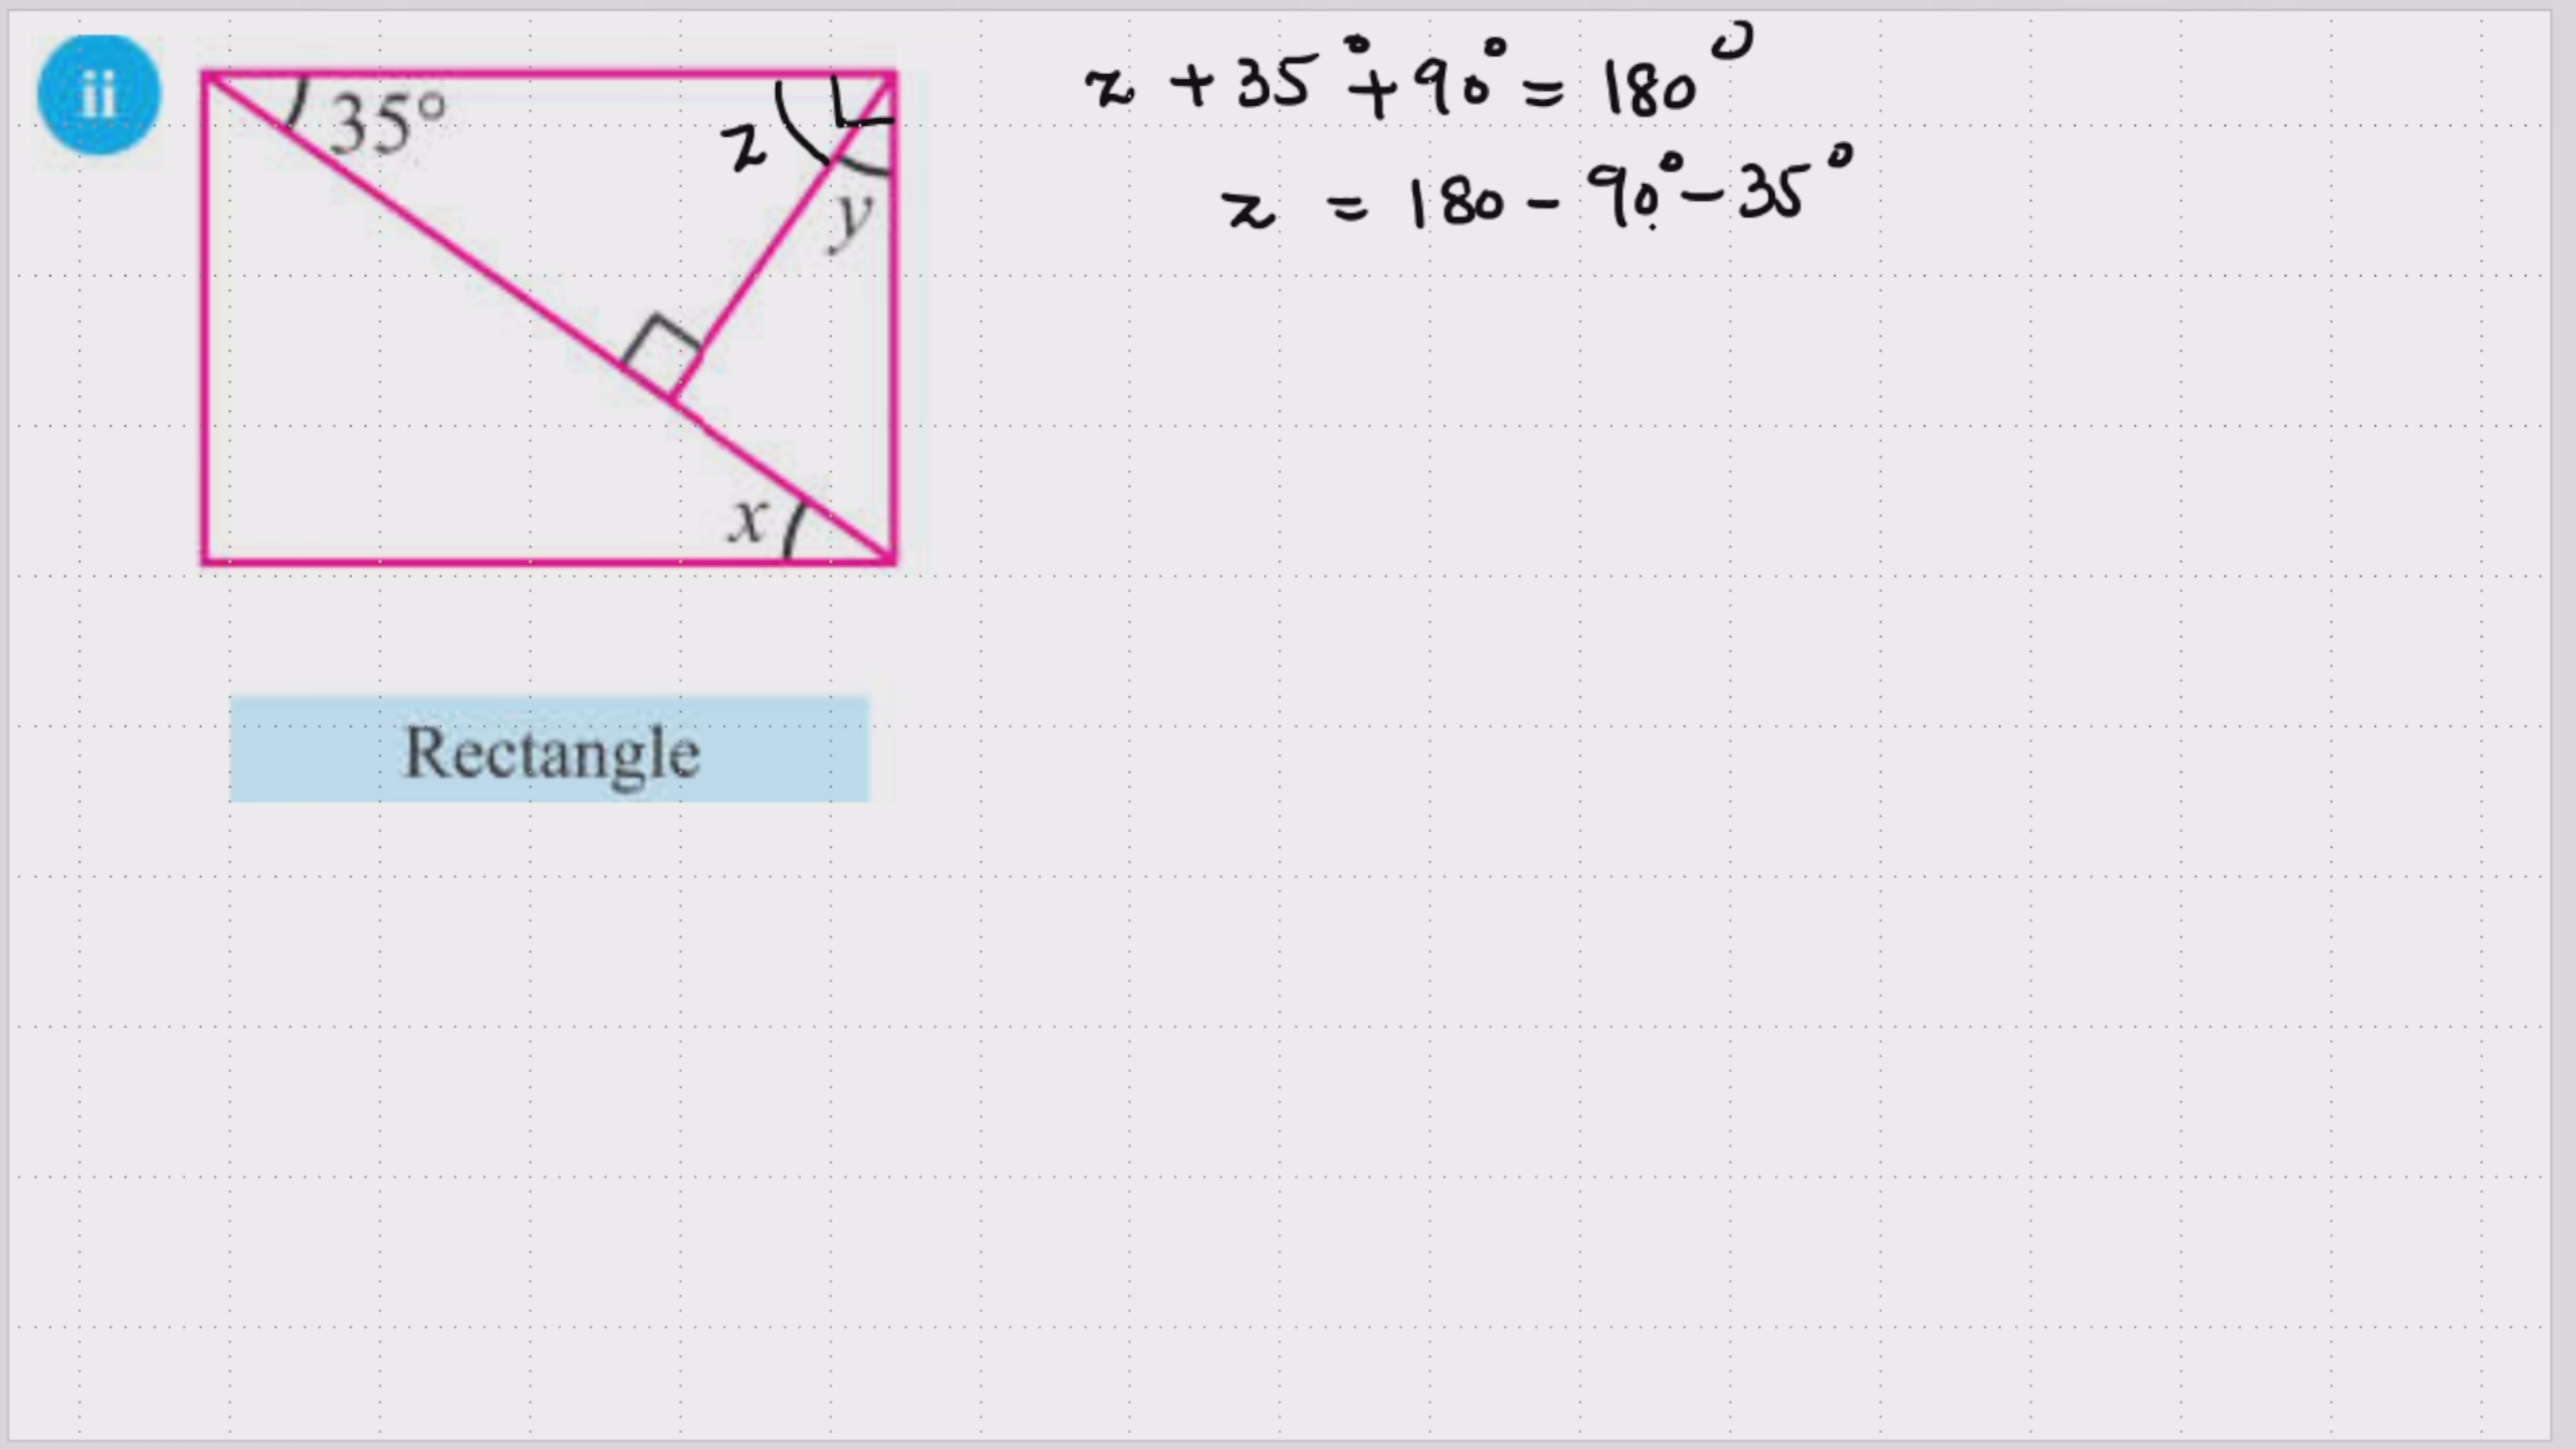 ii
35°
z
y
x
Rectangle
z + 35° + 90° = 180°
z = 180 - 90° - 35°